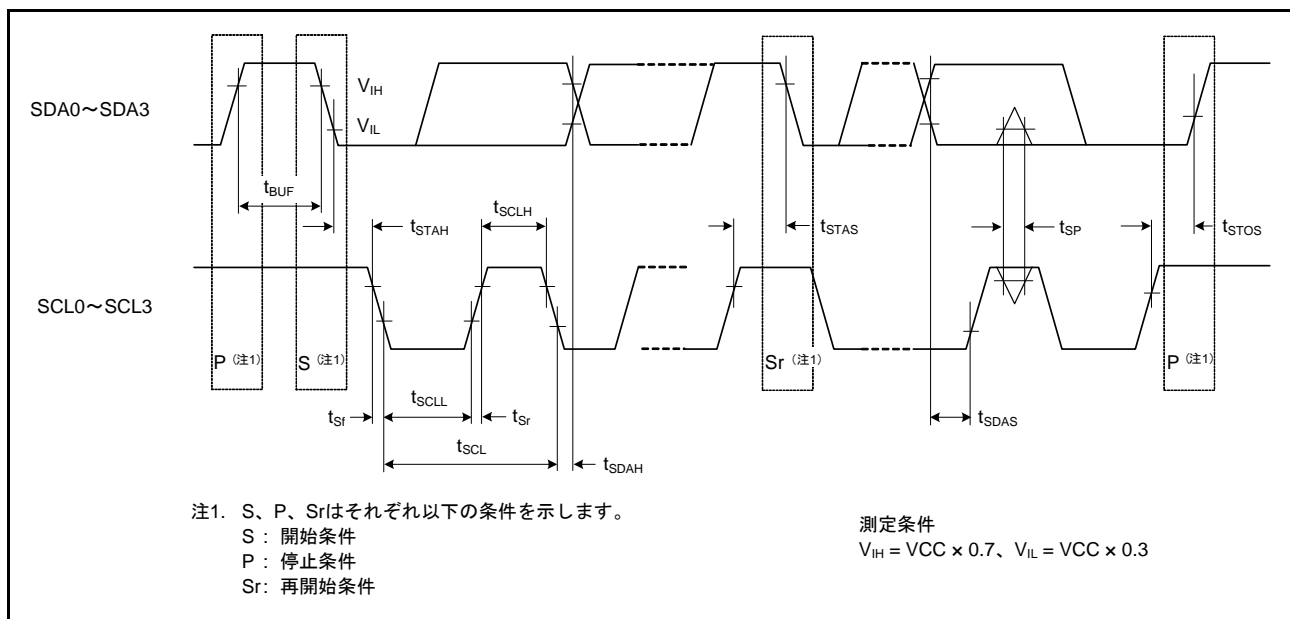 SDA0～SDA3
VIH
VIL
tBUF
tSTAH
tSCLH
tSTAS
tSP
tSTOS
SCL0～SCL3
P（注1）
S（注1）
Sr（注1）
P（注1）
tSf
tSCLL
tSr
tSDAS
tSCL
tSDAH
注1. S、P、Srはそれぞれ以下の条件を示します。
S： 開始条件
P： 停止条件
Sr： 再開始条件
測定条件
VIH = VCC × 0.7、VIL = VCC × 0.3